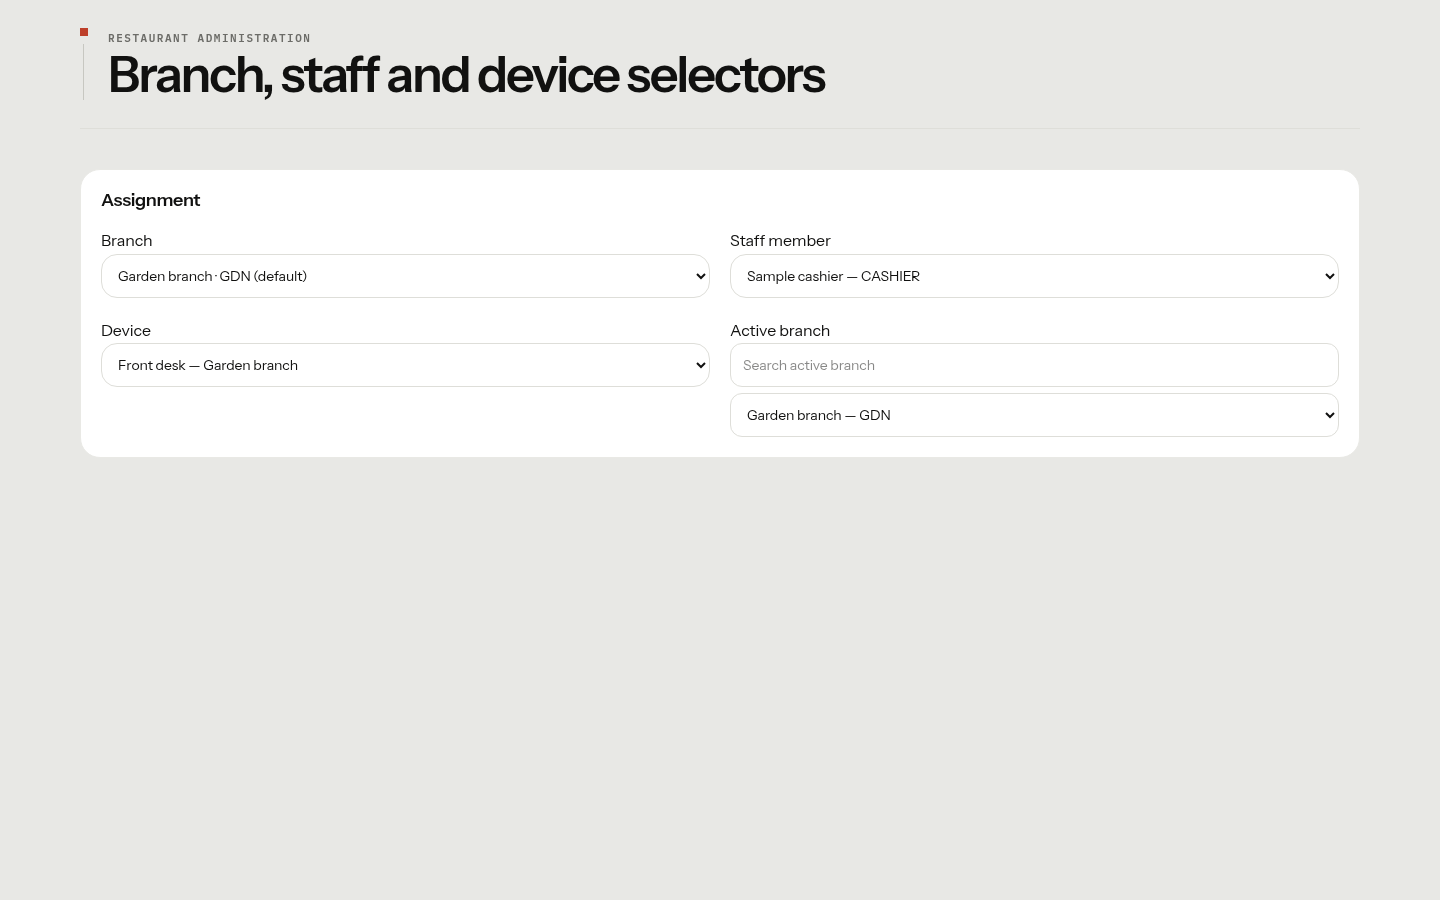 RESTAURANT ADMINISTRATION
Branch, staff and device selectors
Assignment
Branch
Garden branch · GDN (default)
Staff member
Sample cashier — CASHIER
Device
Front desk — Garden branch
Active branch
Search active branch
Garden branch — GDN